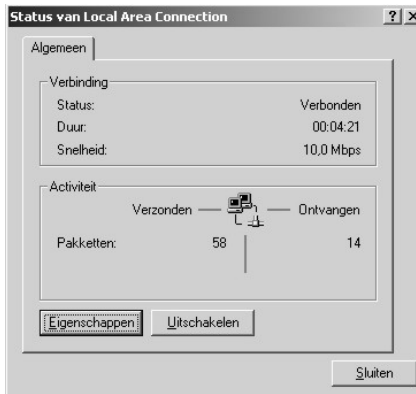 Status van Local Area Connection
Algemeen
Verbinding
Status: Verbonden
Duur: 00:04:21
Snelheid: 10,0 Mbps
Activiteit
Verzonden Ontvangen
Pakketten: 58 14
Eigenschappen Uitschakelen
Sluiten